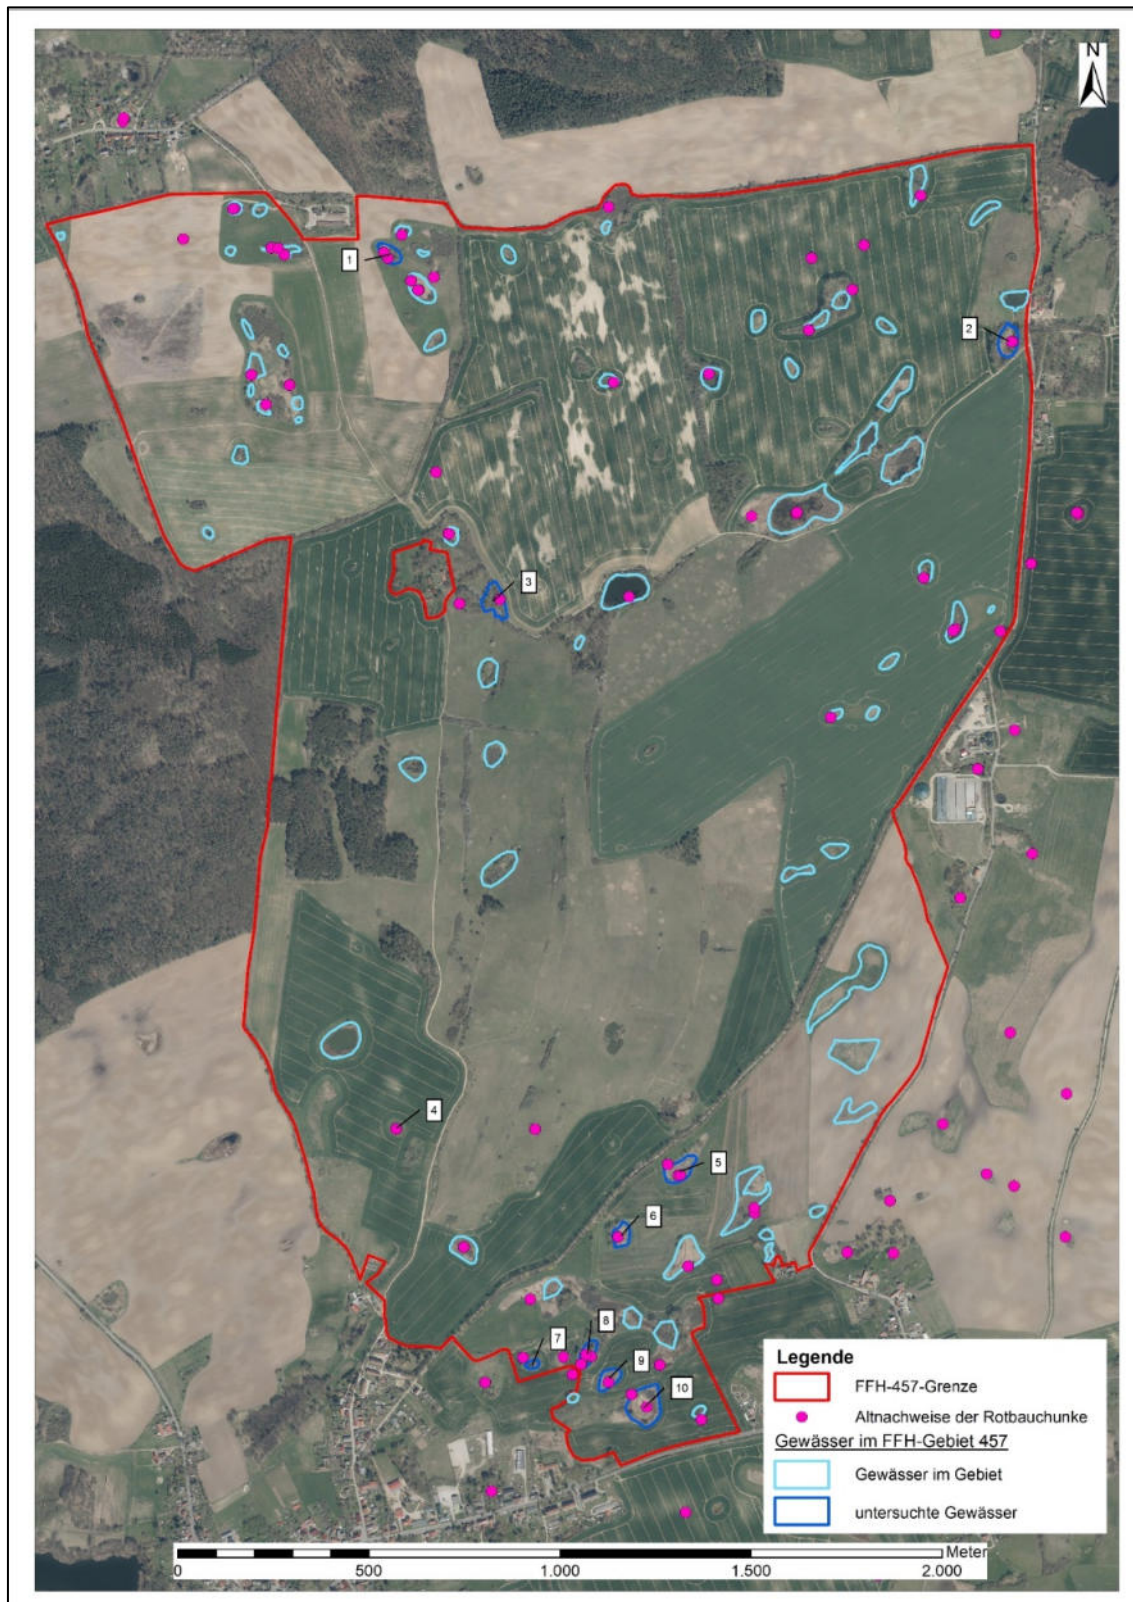 N
1
2
3
4
5
6
7
8
9
10
Legende
FFH-457-Grenze
Altnachweise der Rotbauchunke
Gewässer im FFH-Gebiet 457
Gewässer im Gebiet
untersuchte Gewässer
Meter
0 500 1.000 1.500 2.000